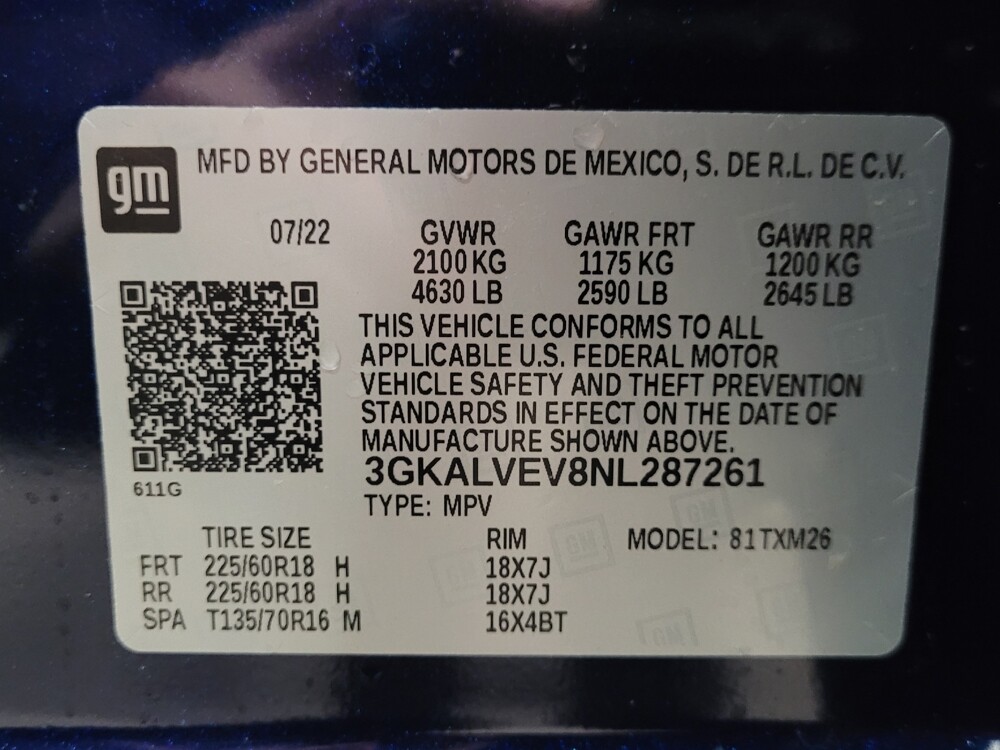 gm
MFD BY GENERAL MOTORS DE MEXICO, S. DE R.L. DE C.V.
07/22 GVWR GAWR FRT GAWR RR
2100 KG 1175 KG 1200 KG
4630 LB 2590 LB 2645 LB
THIS VEHICLE CONFORMS TO ALL
APPLICABLE U.S. FEDERAL MOTOR
VEHICLE SAFETY AND THEFT PREVENTION
STANDARDS IN EFFECT ON THE DATE OF
MANUFACTURE SHOWN ABOVE.
3GKALVEV8NL287261
611G
TYPE: MPV
TIRE SIZE RIM MODEL: 81TXM26
FRT 225/60R18 H 18X7J
RR 225/60R18 H 18X7J
SPA T135/70R16 M 16X4BT